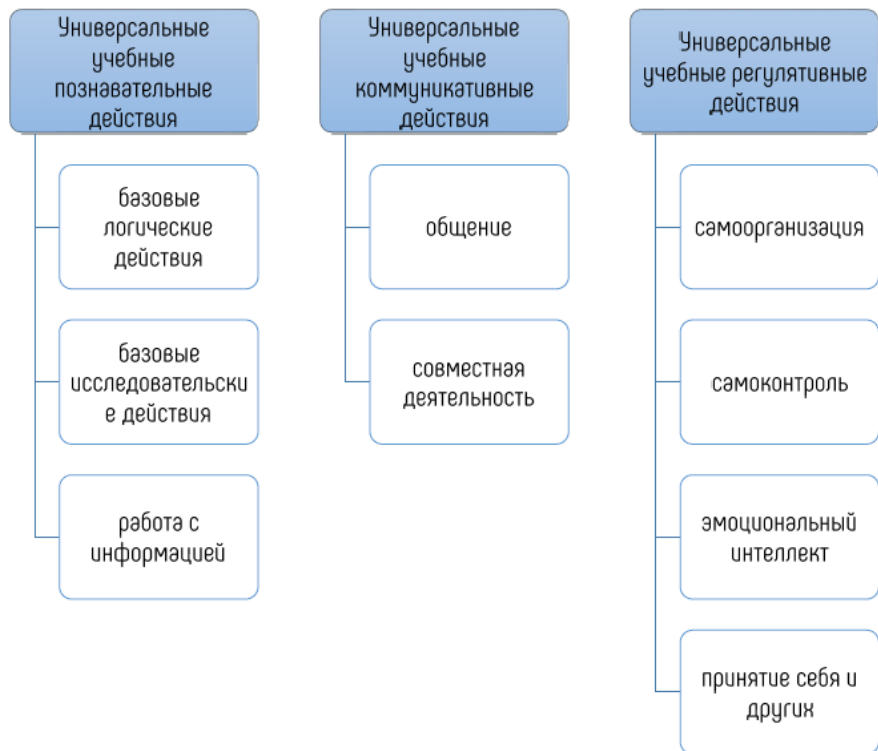 Универсальные
учебные
познавательные
действия
базовые
логические
действия
базовые
исследовательски
е действия
работа с
информацией
Универсальные
учебные
коммуникативные
действия
общение
совместная
деятельность
Универсальные
учебные регулятивные
действия
самоорганизация
самоконтроль
эмоциональный
интеллект
принятие себя и
других